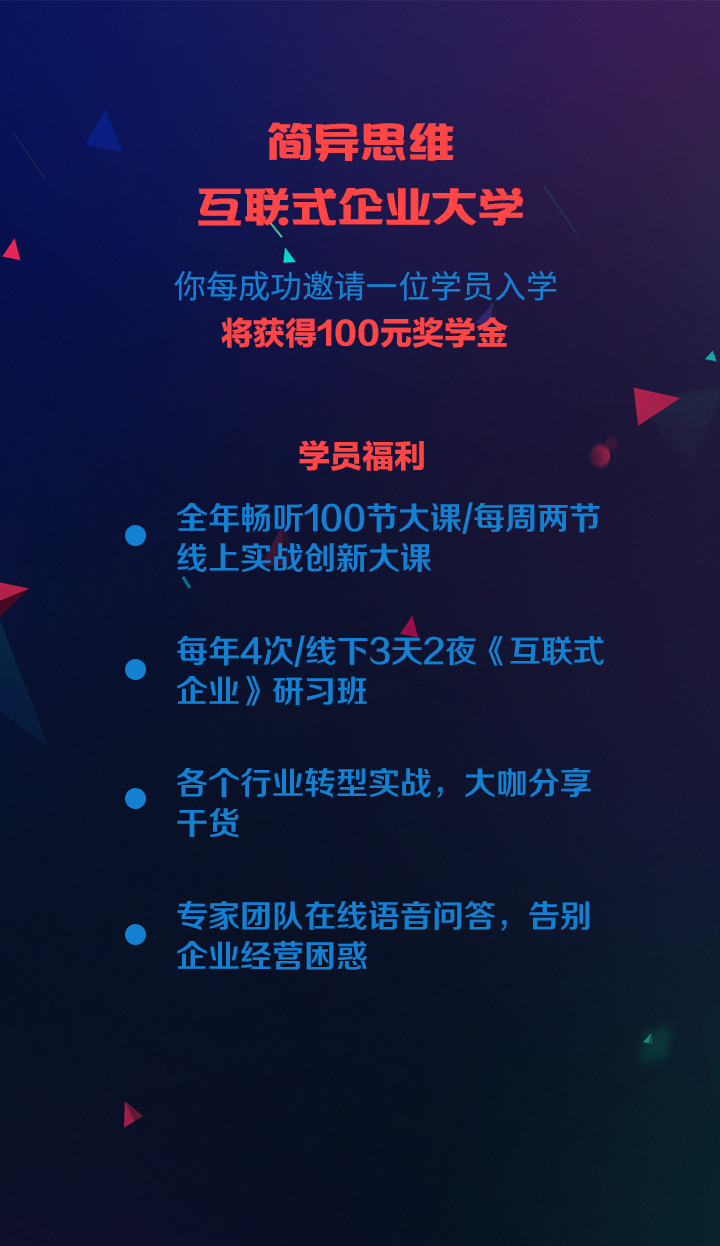 简异思维
互联式企业大学
你每成功邀请一位学员入学
将获得100元奖学金
学员福利
全年畅听100节大课/每周两节
线上实战创新大课
每年4次/线下3天2夜《互联式
企业》研习班
各个行业转型实战，大咖分享
干货
专家团队在线语音问答，告别
企业经营困惑